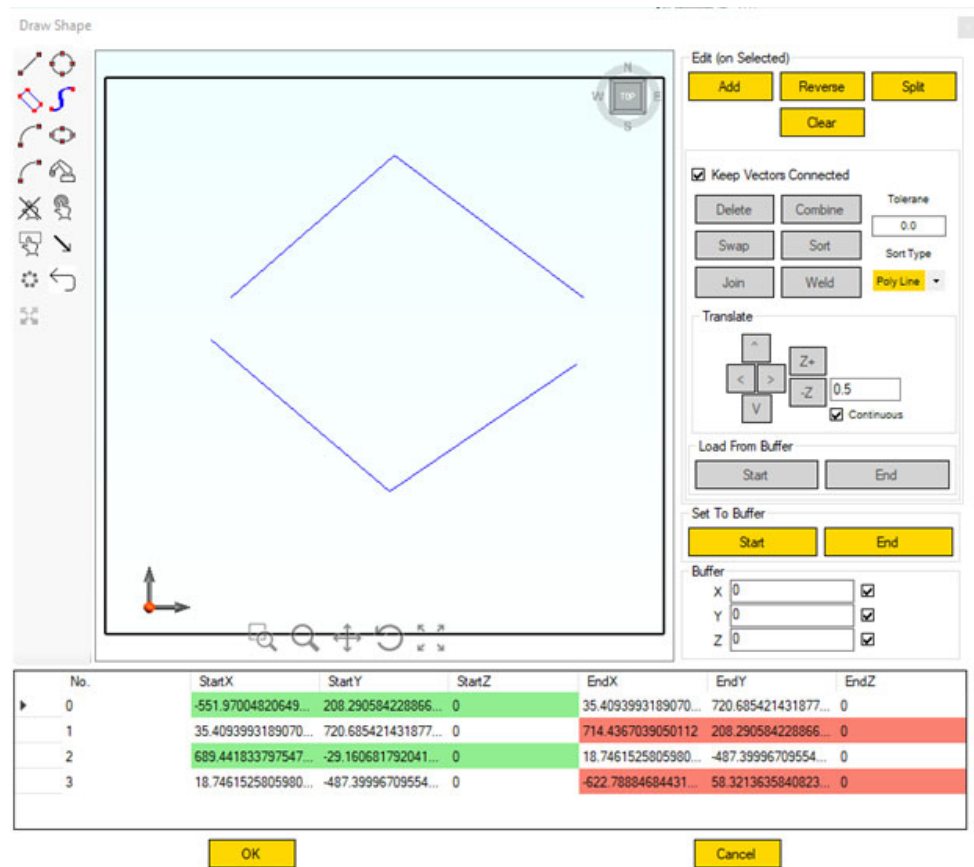 Draw Shape
N
W TOP E
S
Edit (on Selected)
Add Reverse Split
Clear
Keep Vectors Connected
Delete Combine Tolerane
0.0
Swap Sort Sort Type
Join Weld Poly Line
Translate
^
< > Z+
V -Z 0.5
Continuous
Load From Buffer
Start End
Set To Buffer
Start End
Buffer
X 0
Y 0
Z 0
No. StartX StartY StartZ EndX EndY EndZ
0 -551.97004820649... 208.290584228866... 0 35.4093993189070... 720.685421431877... 0
1 35.4093993189070... 720.685421431877... 0 714.4367039050112 208.290584228866... 0
2 689.441833797547... -29.160681792041... 0 18.7461525805980... -487.39996709554... 0
3 18.7461525805980... -487.39996709554... 0 -622.78884684431... 58.3213635840823... 0
OK Cancel